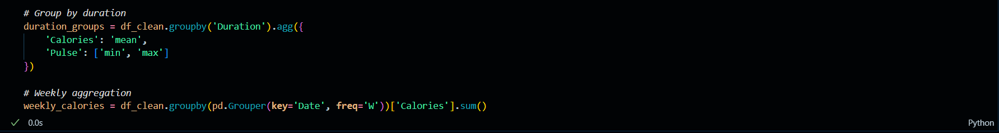 # Group by duration
duration_groups = df_clean.groupby('Duration').agg({
    'Calories': 'mean',
    'Pulse': ['min', 'max']
})

# Weekly aggregation
weekly_calories = df_clean.groupby(pd.Grouper(key='Date', freq='W'))['Calories'].sum()
0.0s
Python